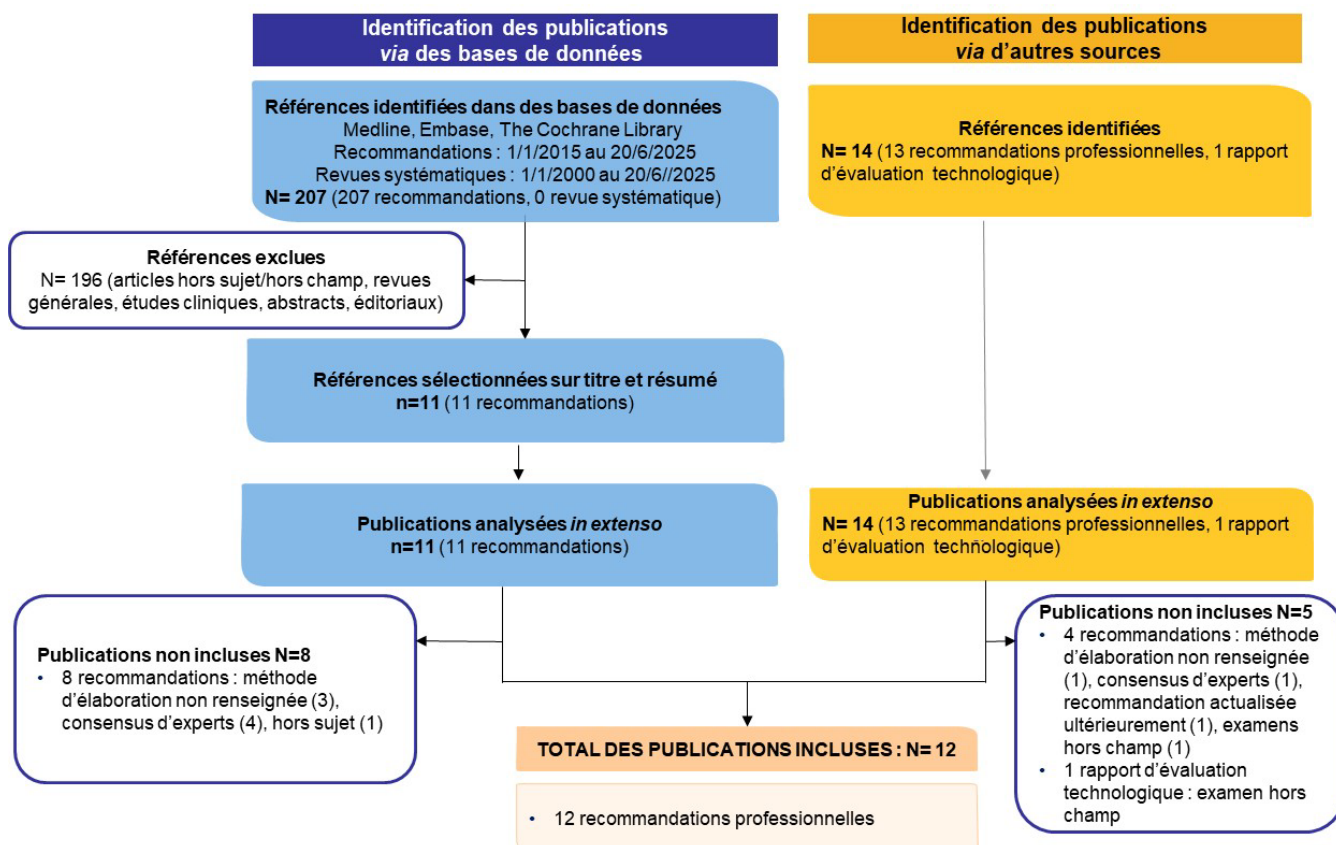 Identification des publications
via des bases de données
Identification des publications
via d'autres sources
Références identifiées dans des bases de données
Medline, Embase, The Cochrane Library
Recommandations : 1/1/2015 au 20/6/2025
Revues systématiques : 1/1/2000 au 20/6//2025
N= 207 (207 recommandations, 0 revue systématique)
Références identifiées
N= 14 (13 recommandations professionnelles, 1 rapport
d'évaluation technologique)
Références exclues
N= 196 (articles hors sujet/hors champ, revues
générales, études cliniques, abstracts, éditoriaux)
Références sélectionnées sur titre et résumé
n=11 (11 recommandations)
Publications analysées in extenso
n=11 (11 recommandations)
Publications analysées in extenso
N= 14 (13 recommandations professionnelles, 1 rapport
d'évaluation technologique)
Publications non incluses N=8
• 8 recommandations : méthode
d'élaboration non renseignée (3),
consensus d'experts (4), hors sujet (1)
Publications non incluses N=5
• 4 recommandations : méthode
d'élaboration non renseignée
(1), consensus d'experts (1),
recommandation actualisée
ultérieurement (1), examens
hors champ (1)
• 1 rapport d'évaluation
technologique : examen hors
champ
TOTAL DES PUBLICATIONS INCLUSES : N= 12
• 12 recommandations professionnelles